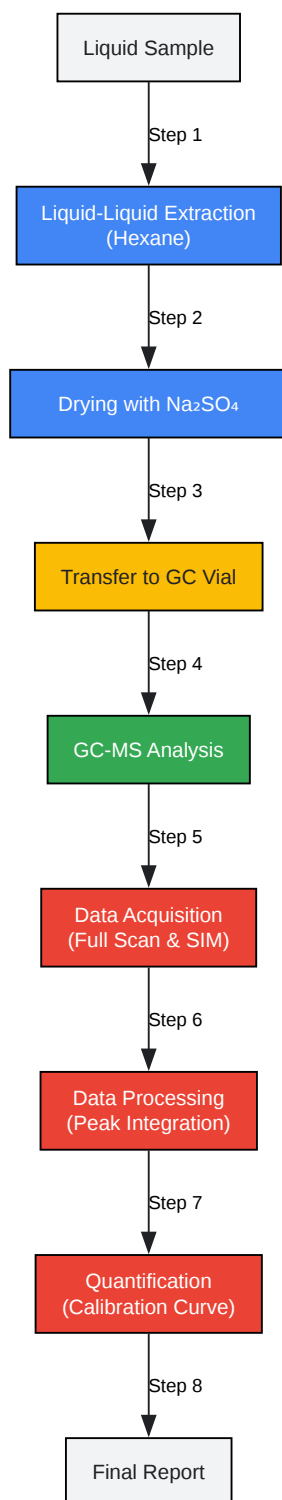 Liquid Sample
Step 1
Liquid-Liquid Extraction
(Hexane)
Step 2
Drying with Na₂SO₄
Step 3
Transfer to GC Vial
Step 4
GC-MS Analysis
Step 5
Data Acquisition
(Full Scan & SIM)
Step 6
Data Processing
(Peak Integration)
Step 7
Quantification
(Calibration Curve)
Step 8
Final Report